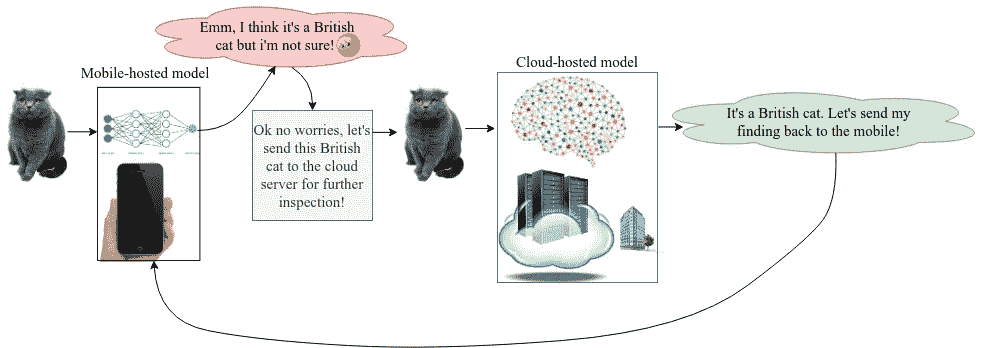 Emm, I think it's a British
cat but i'm not sure!
Mobile-hosted model
Ok no worries, let's
send this British
cat to the cloud
server for further
inspection!
Cloud-hosted model
It's a British cat. Let's send my
finding back to the mobile!